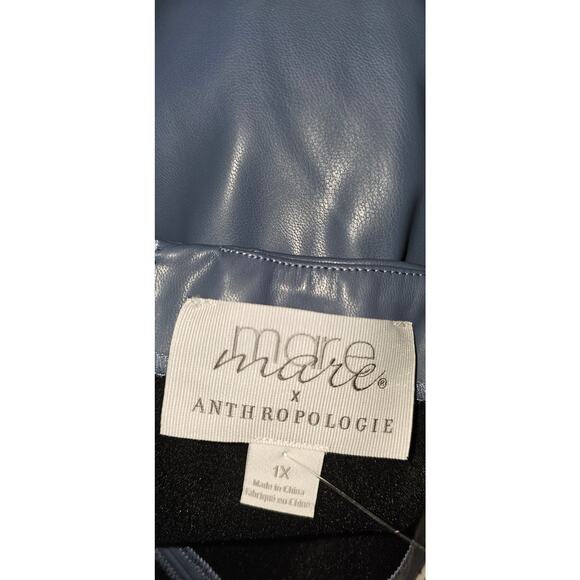 mare
mare®
X
ANTHROPOLOGIE
1X
Made in China
Fabriqué en Chine